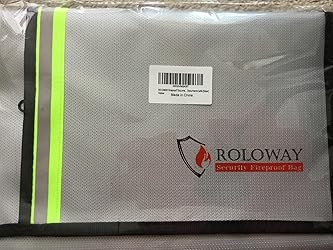 Made in China
ROLOWAY
Security Fireproof Bag